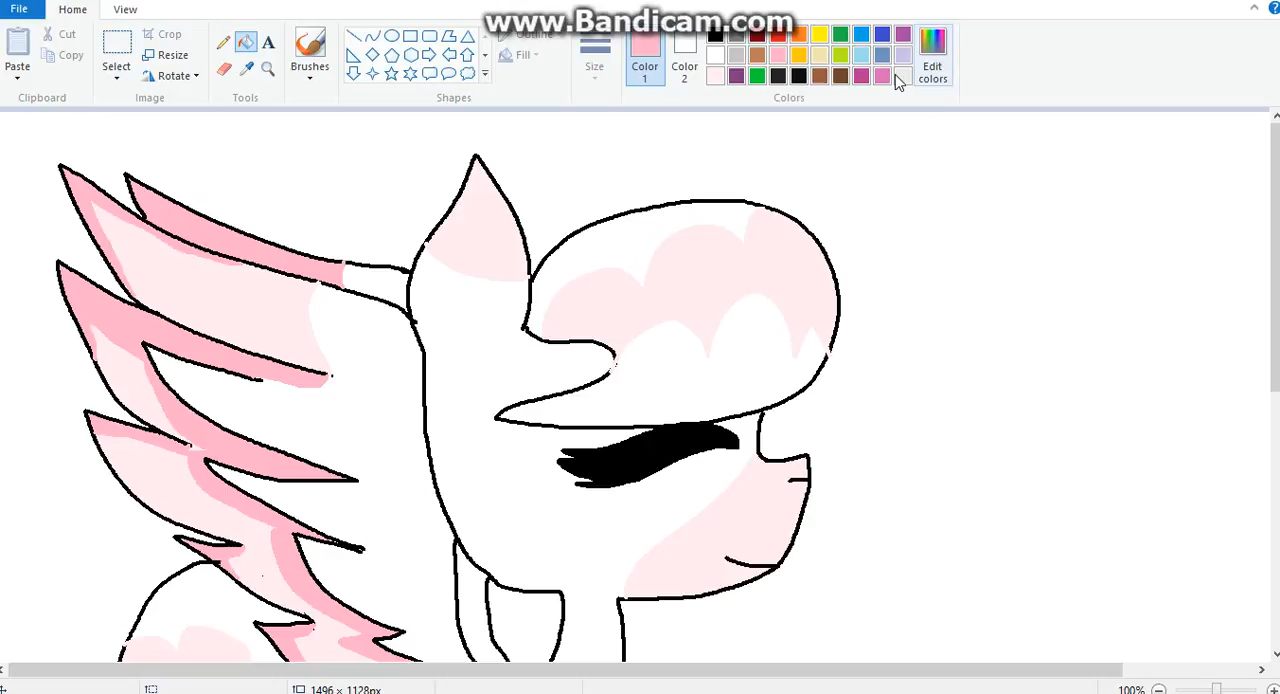 www.Bandicam.com
File
Home
View
Paste
Cut
Copy
Clipboard
Select
Crop
Resize
Rotate
Image
A
Tools
Brushes
Outline
Fill
Shapes
Size
Color 1
Color 2
Edit colors
Colors
1496 × 1128px
100%